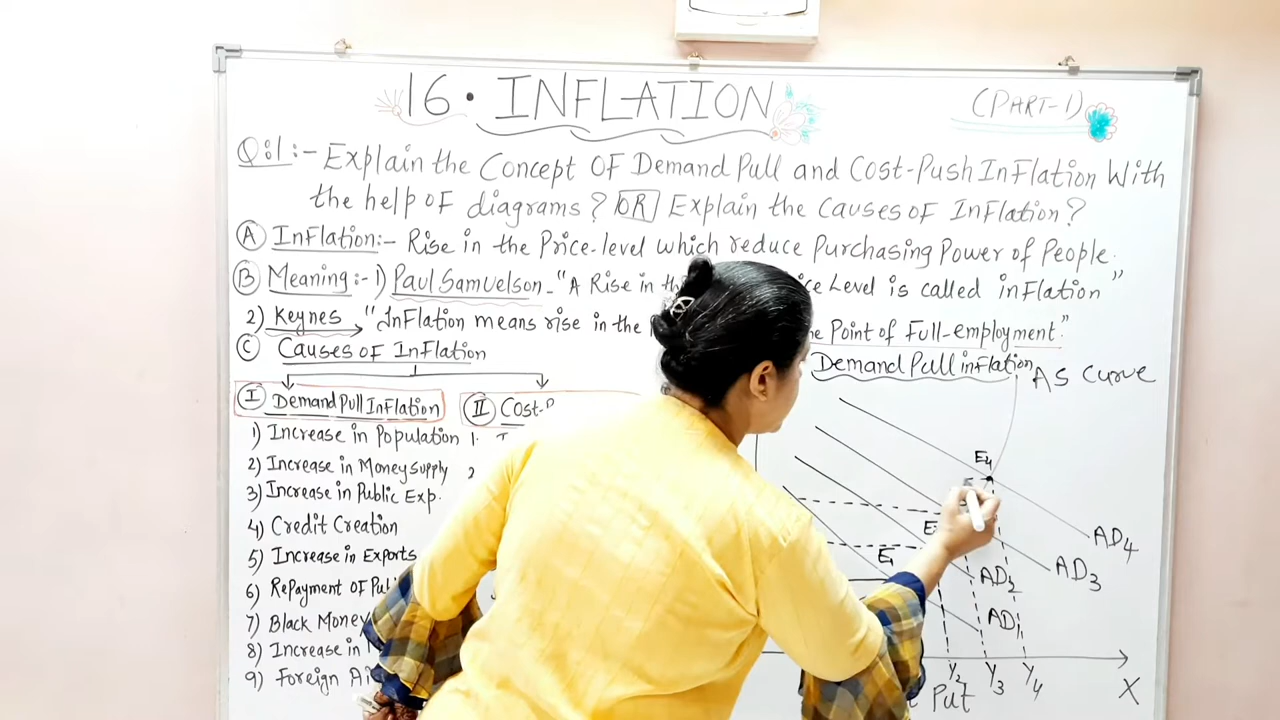 16. INFLATION
(PART-1)
Q:1:- Explain the Concept OF Demand Pull and Cost-Push InFlation With
the help OF diagrams? OR Explain the Causes OF InFlation?
A InFlation:- Rise in the Price-level which reduce Purchasing Power of People.
B Meaning:- 1) Paul Samuelson - "A Rise in Level is called inFlation"
2) Keynes "InFlation means rise in the Point of Full-employment."
C Causes OF InFlation
Demand Pull inFlation
AS Curve
I Demand Pull InFlation
II Cost-
1) Increase in Population
1.
2) Increase in Money supply
2
3) Increase in Public Exp.
4) Credit Creation
5) Increase in Exports
6) Repayment OF
7) Black Money
8) Increase in
9) Foreign
E4
E1
AD4
AD3
AD2
AD1
Y2 Y3 Y4
X
Put